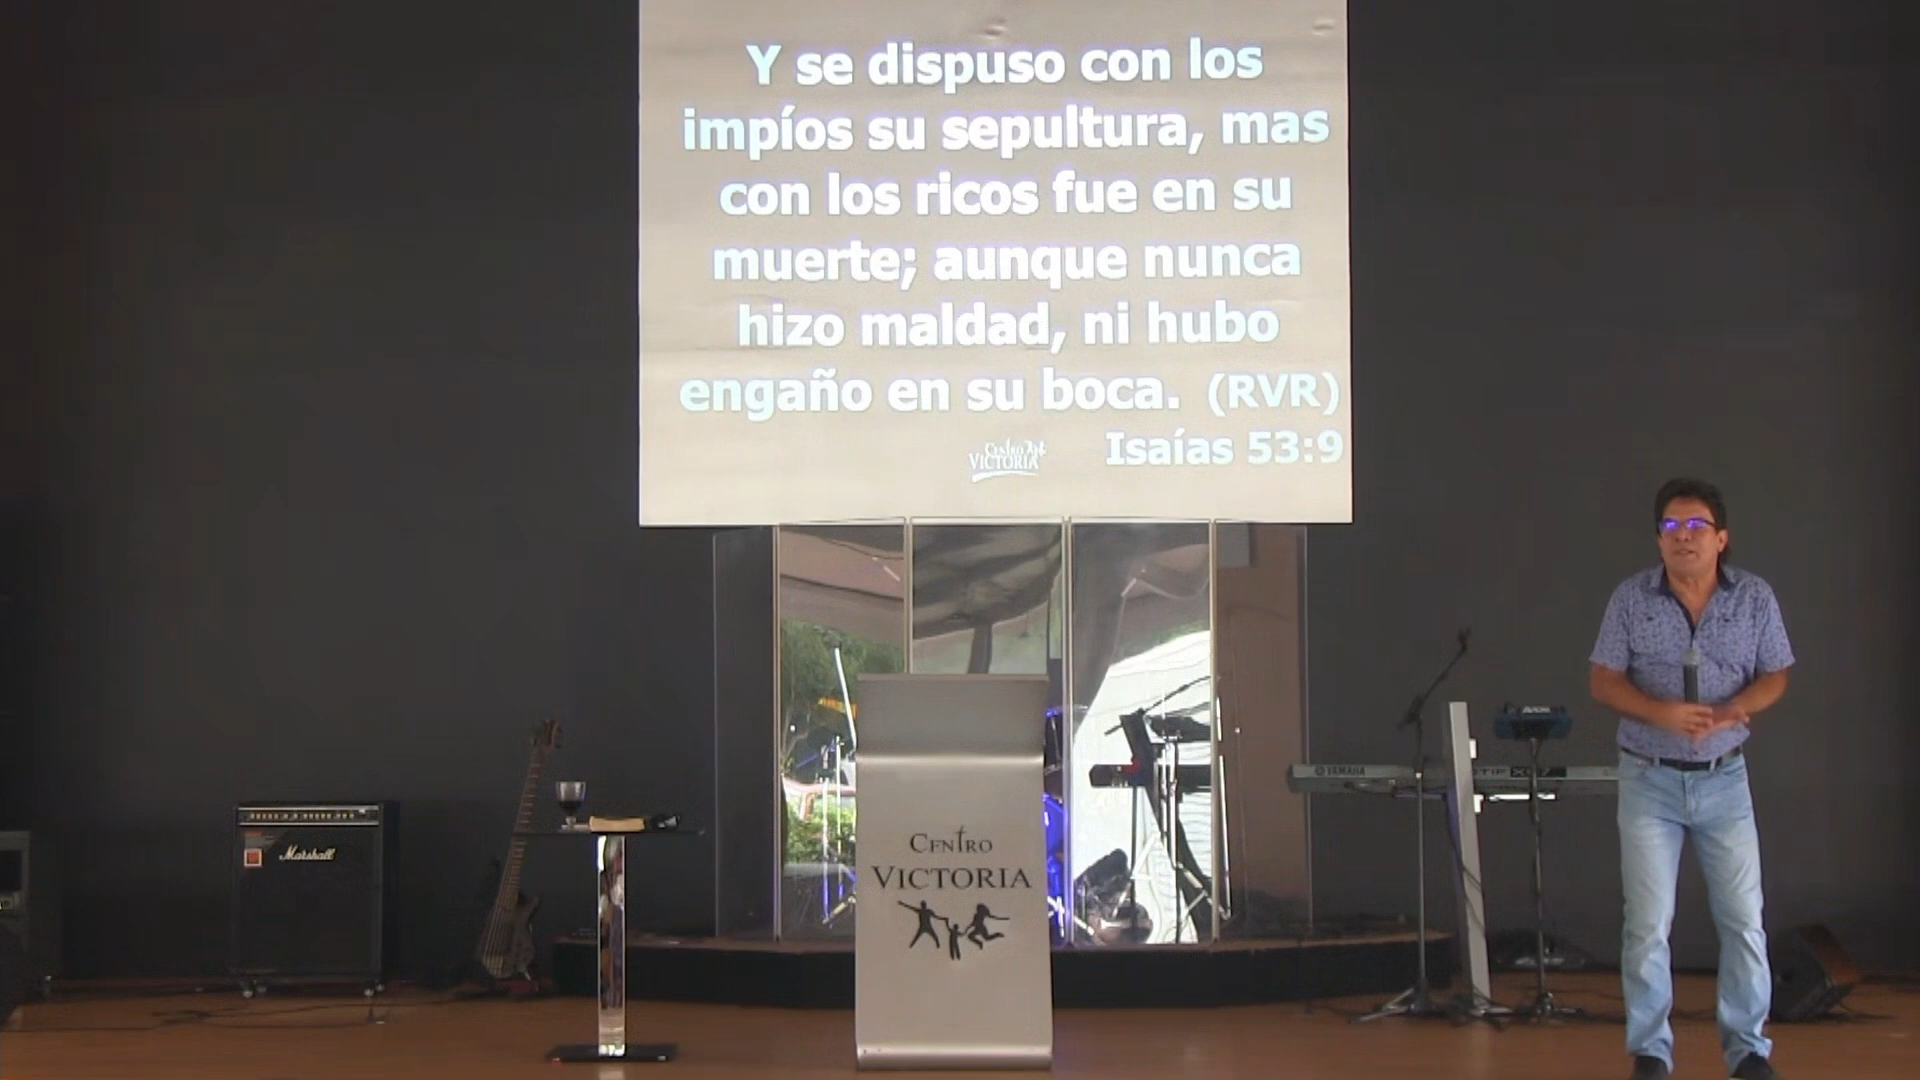 Y se dispuso con los
impíos su sepultura, mas
con los ricos fue en su
muerte; aunque nunca
hizo maldad, ni hubo
engaño en su boca. (RVR)
Isaías 53:9
Centro
VICTORIA
Marshall
YAMAHA
CENTRO
VICTORIA